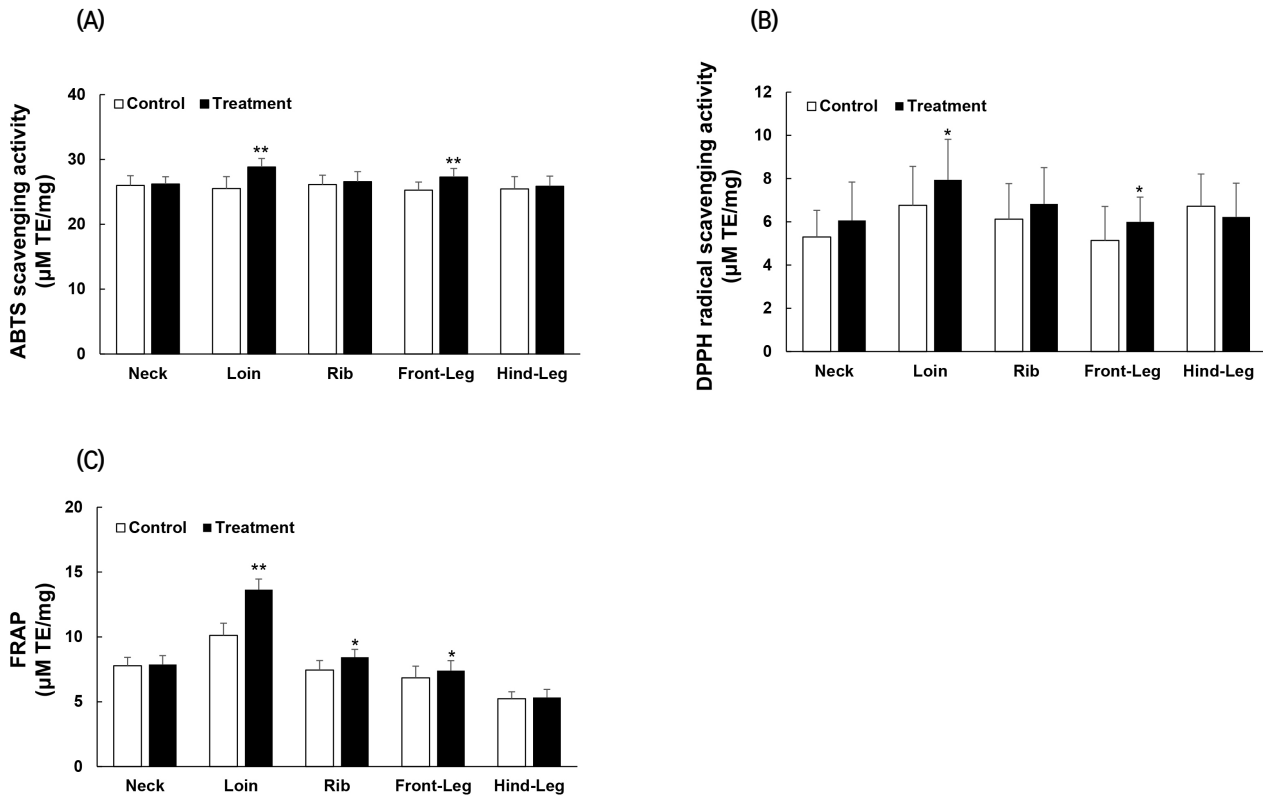 (A)
ABTS scavenging activity
(µM TE/mg)
40
30
20
10
0
Control Treatment
**
**
Neck Loin Rib Front-Leg Hind-Leg
(B)
DPPH radical scavenging activity
(µM TE/mg)
12
10
8
6
4
2
0
Control Treatment
*
*
Neck Loin Rib Front-Leg Hind-Leg
(C)
FRAP
(µM TE/mg)
20
15
10
5
0
Control Treatment
**
*
*
Neck Loin Rib Front-Leg Hind-Leg